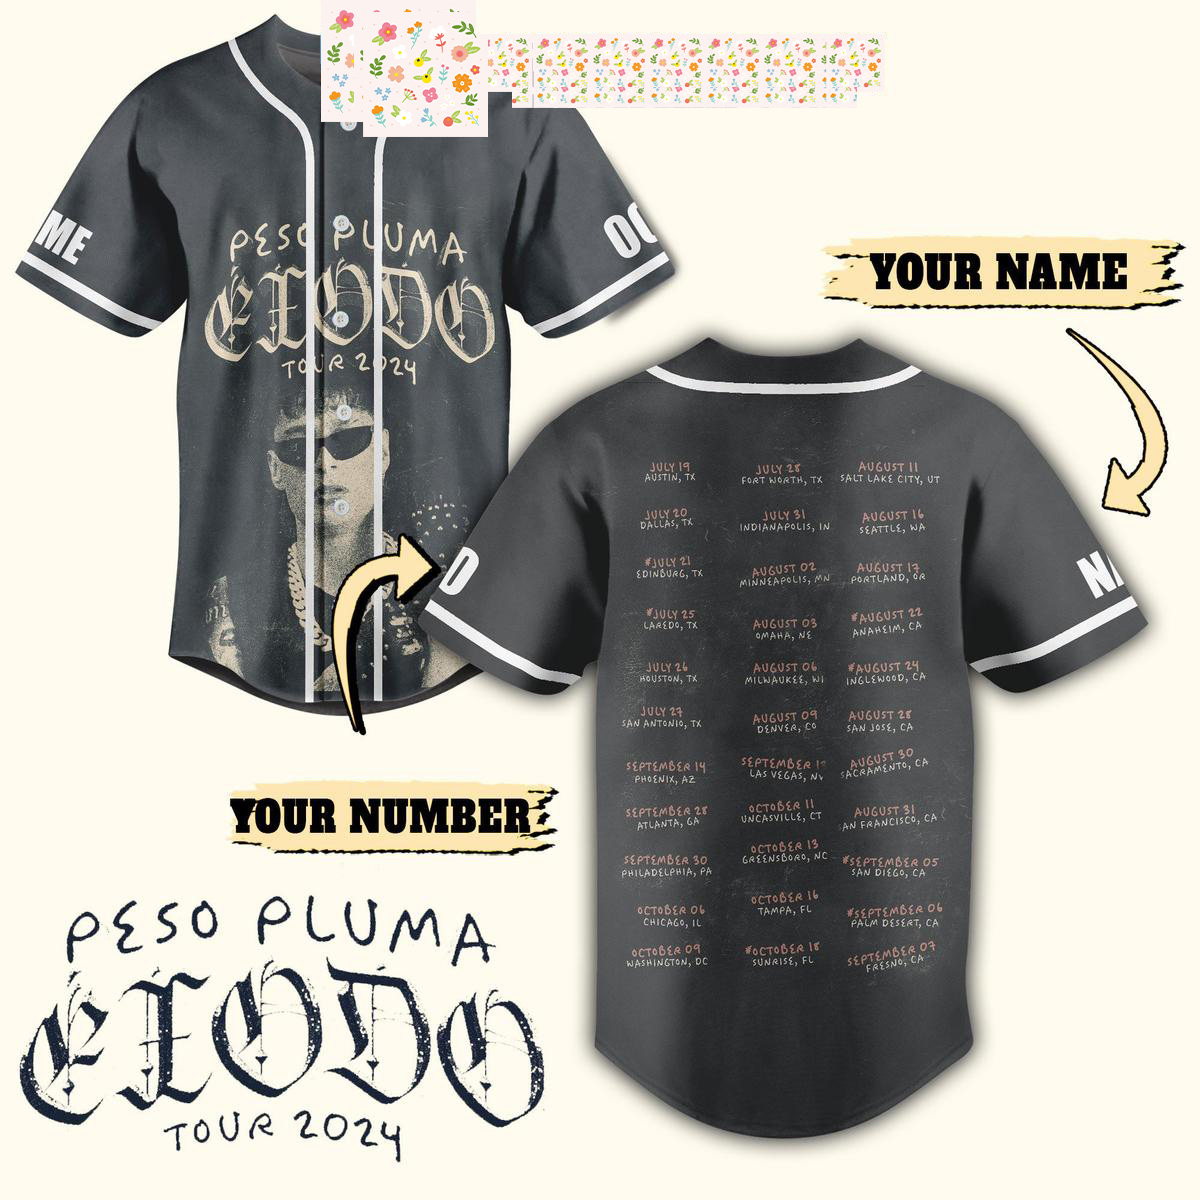 ME
OO
PESO PLUMA
EXODO
TOUR 2024
YOUR NAME
O
NA
JULY 19
AUSTIN, TX
JULY 20
DALLAS, TX
*JULY 21
EDINBURG, TX
*JULY 25
LAREDO, TX
JULY 26
HOUSTON, TX
JULY 27
SAN ANTONIO, TX
SEPTEMBER 14
PHOENIX, AZ
SEPTEMBER 28
ATLANTA, GA
SEPTEMBER 30
PHILADELPHIA, PA
OCTOBER 06
CHICAGO, IL
OCTOBER 09
WASHINGTON, DC
JULY 28
FORT WORTH, TX
JULY 31
INDIANAPOLIS, IN
AUGUST 02
MINNEAPOLIS, MN
AUGUST 03
OMAHA, NE
AUGUST 06
MILWAUKEE, WI
AUGUST 09
DENVER, CO
SEPTEMBER
LAS VEGAS, NV
OCTOBER 11
UNCASVILLE, CT
OCTOBER 13
GREENSBORO, NC
OCTOBER 16
TAMPA, FL
*OCTOBER 18
SUNRISE, FL
AUGUST 11
SALT LAKE CITY, UT
AUGUST 16
SEATTLE, WA
AUGUST 17
PORTLAND, OR
*AUGUST 22
ANAHEIM, CA
*AUGUST 24
INGLEWOOD, CA
AUGUST 28
SAN JOSE, CA
AUGUST 30
SACRAMENTO, CA
AUGUST 31
AN FRANCISCO, CA
*SEPTEMBER 05
SAN DIEGO, CA
*SEPTEMBER 06
PALM DESERT, CA
SEPTEMBER 07
FRESNO, CA
YOUR NUMBER
PESO PLUMA
EXODO
TOUR 2024